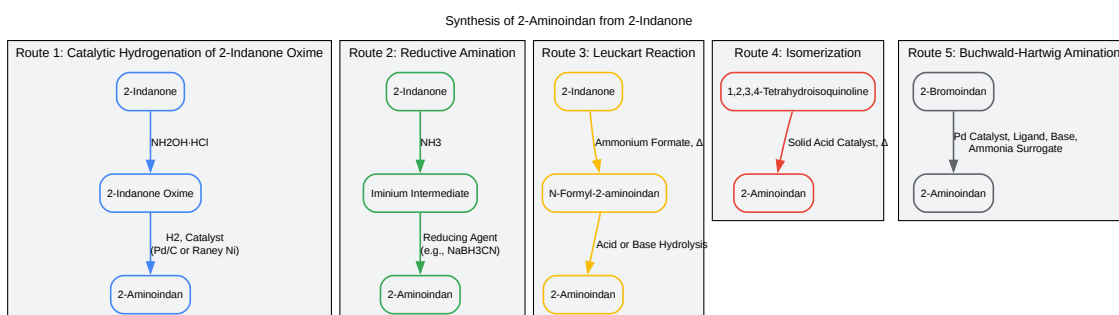 Synthesis of 2-Aminoindan from 2-Indanone
Route 1: Catalytic Hydrogenation of 2-Indanone Oxime
2-Indanone
NH2OH·HCl
2-Indanone Oxime
H2, Catalyst
(Pd/C or Raney Ni)
2-Aminoindan
Route 2: Reductive Amination
2-Indanone
NH3
Iminium Intermediate
Reducing Agent
(e.g., NaBH3CN)
2-Aminoindan
Route 3: Leuckart Reaction
2-Indanone
Ammonium Formate, Δ
N-Formyl-2-aminoindan
Acid or Base Hydrolysis
2-Aminoindan
Route 4: Isomerization
1,2,3,4-Tetrahydroisoquinoline
Solid Acid Catalyst, Δ
2-Aminoindan
Route 5: Buchwald-Hartwig Amination
2-Bromoindan
Pd Catalyst, Ligand, Base,
Ammonia Surrogate
2-Aminoindan